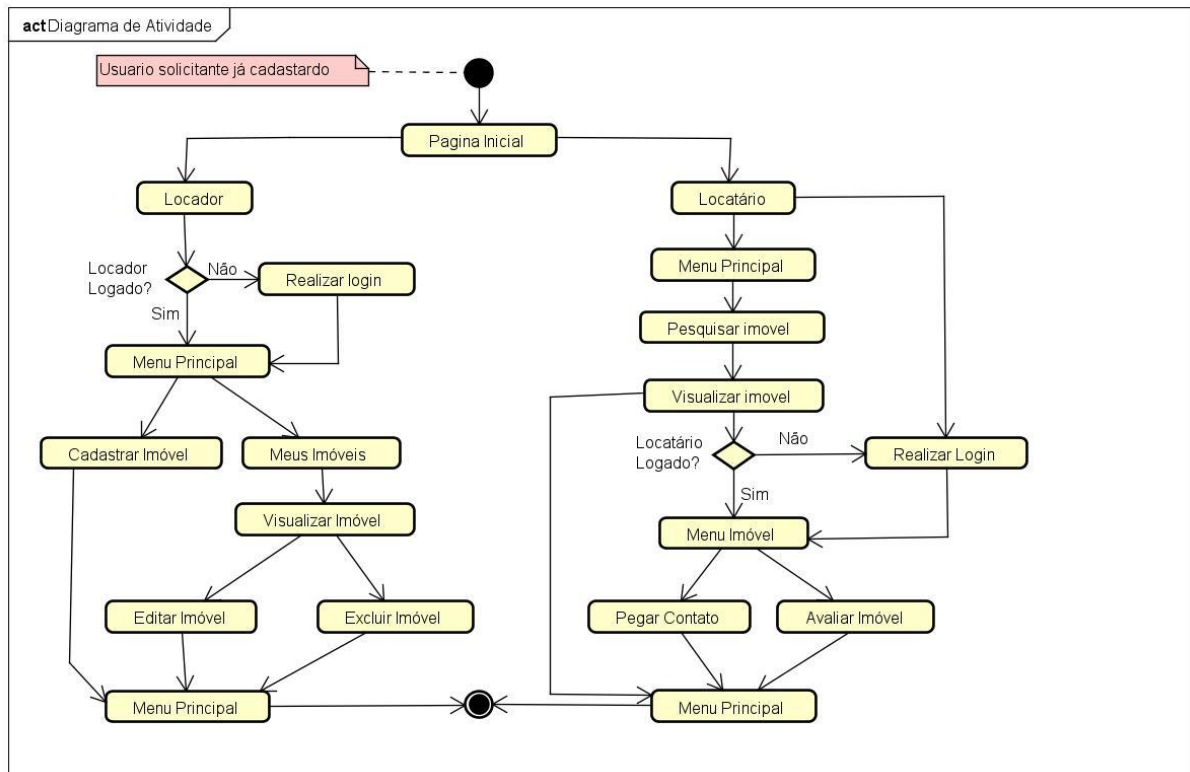 act Diagrama de Atividade
Usuario solicitante já cadastardo
Pagina Inicial
Locador
Locatário
Locador
Logado?
Não
Realizar login
Sim
Menu Principal
Cadastrar Imóvel
Meus Imóveis
Visualizar Imóvel
Editar Imóvel
Excluir Imóvel
Menu Principal
Menu Principal
Pesquisar imovel
Visualizar imovel
Locatário
Logado?
Não
Realizar Login
Sim
Menu Imóvel
Pegar Contato
Avaliar Imóvel
Menu Principal